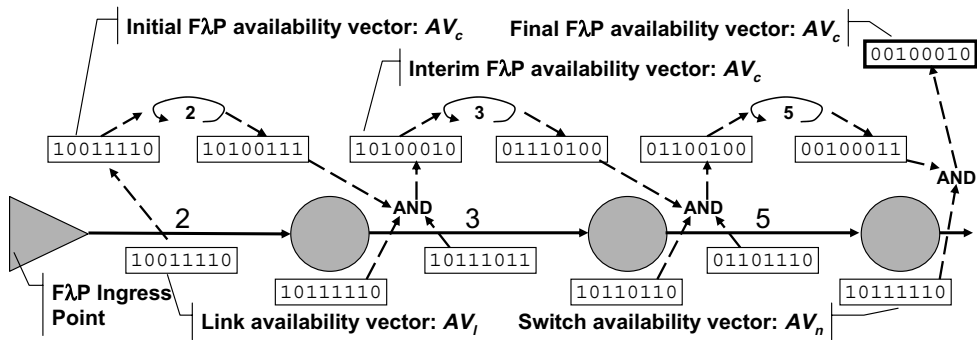 Initial FλP availability vector: AVc
Final FλP availability vector: AVc
00100010
Interim FλP availability vector: AVc
2
3
5
10011110
10100111
10100010
01110100
01100100
00100011
AND
AND
AND
2
3
5
10011110
10111011
01101110
10111110
10110110
10111110
FλP Ingress
Point
Link availability vector: AVl
Switch availability vector: AVn